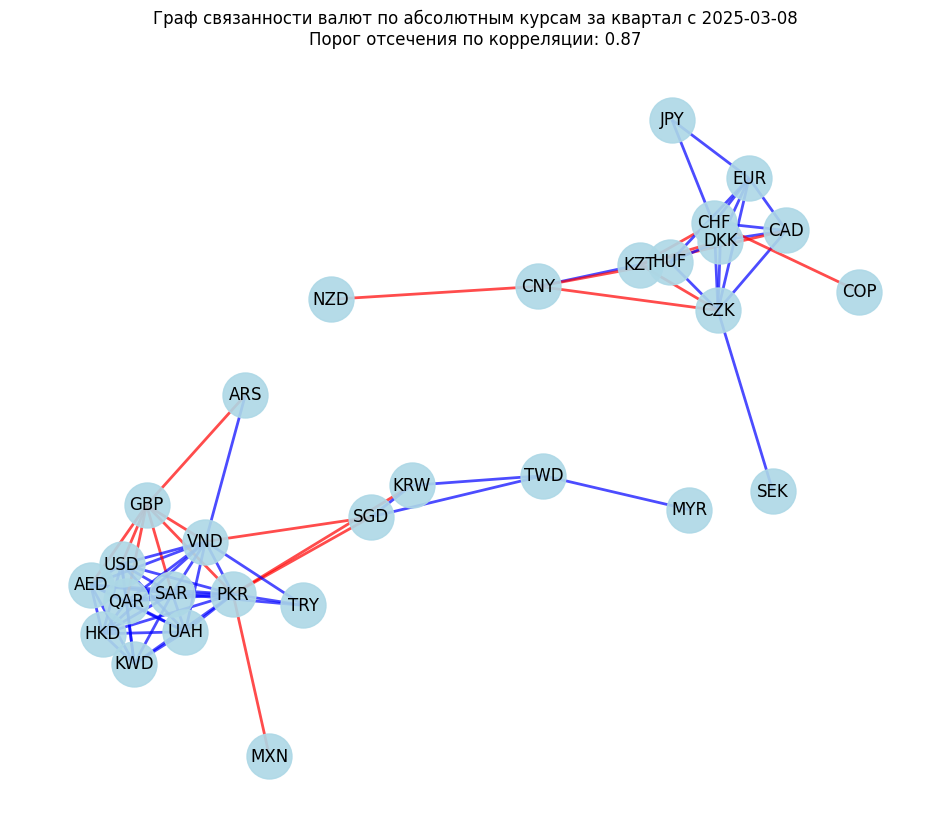 Граф связанности валют по абсолютным курсам за квартал с 2025-03-08
Порог отсечения по корреляции: 0.87
JPY
EUR
CHF
CAD
DKK
HUF
KZT
CNY
COP
NZD
CZK
ARS
TWD
KRW
SEK
GBP
MYR
SGD
VND
USD
AED
SAR
PKR
QAR
TRY
UAH
HKD
KWD
MXN